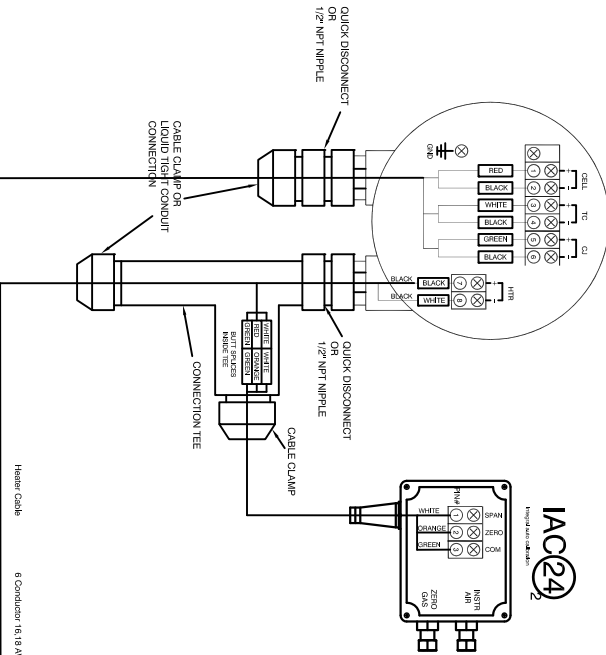 QUICK DISCONNECT
OR
1/2" NPT NIPPLE
CABLE CLAMP OR
LIQUID TIGHT CONDUIT
CONNECTION
GND
RED
BLACK
WHITE
BLACK
GREEN
BLACK
1
2
3
4
5
6
+
-
+
-
+
-
CELL
TC
CJ
BLACK
BLACK
BLACK
WHITE
7
8
+
-
HTR
QUICK DISCONNECT
OR
1/2" NPT NIPPLE
WHITE WHITE
RED ORANGE
GREEN GREEN
BUTT SPLICES
INSIDE TEE
CONNECTION TEE
CABLE CLAMP
IAC24
2
Integral auto calibration
PIN#
WHITE
1
SPAN
ORANGE
2
ZERO
GREEN
3
COM
INSTR
AIR
ZERO
GAS
Heater Cable
6 Conductor 16,18 A